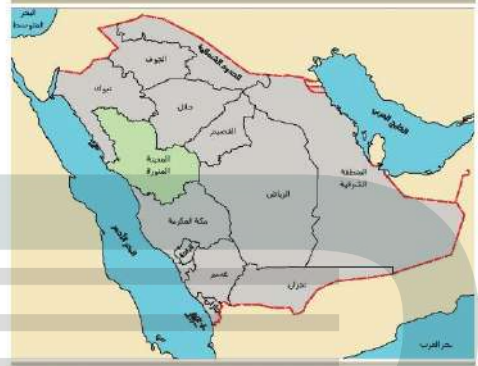 البحر
المتوسط
الجوف
الحدود الشمالية
تبوك
حائل
القصيم
الخليج العربي
المدينة
المنورة
المنطقة
الشرقية
الرياض
مكة المكرمة
البحر الأحمر
عسير
نجران
بحر العرب